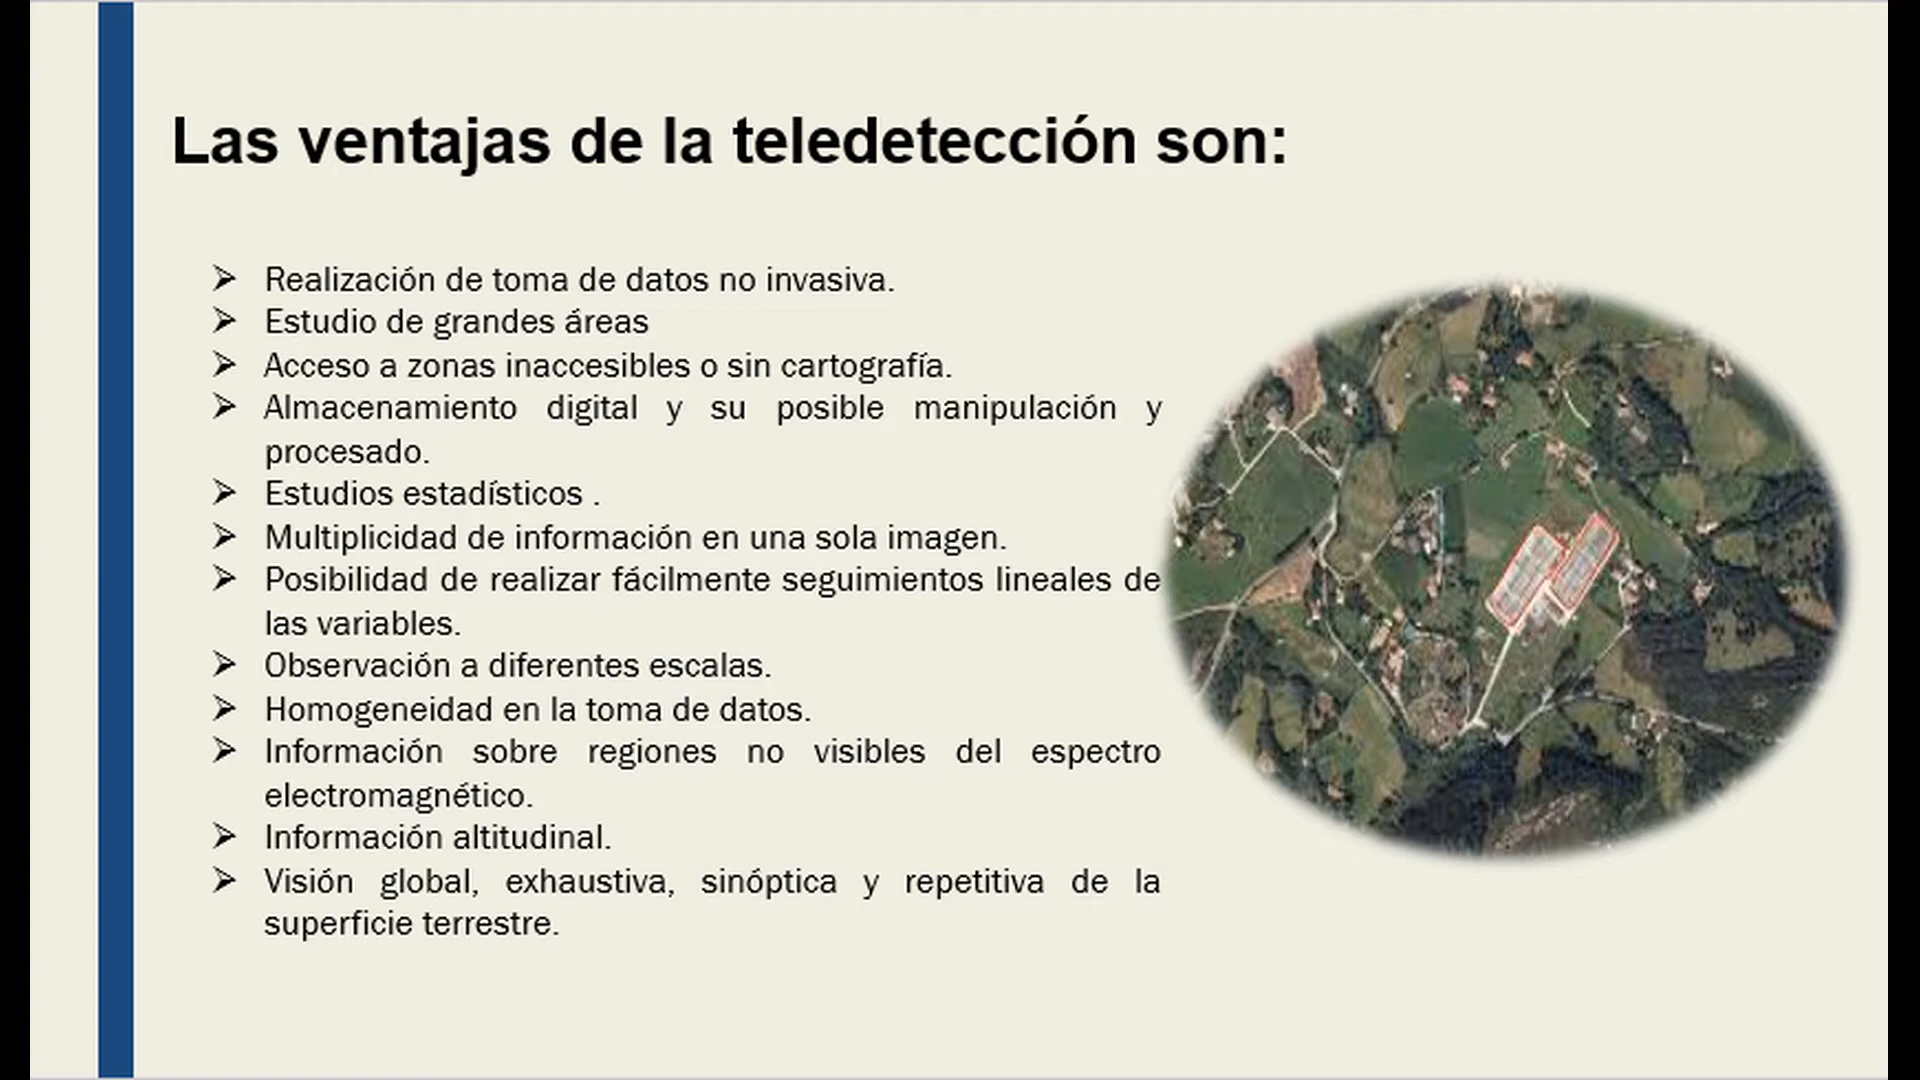 Las ventajas de la teledetección son:
➢ Realización de toma de datos no invasiva.
➢ Estudio de grandes áreas
➢ Acceso a zonas inaccesibles o sin cartografía.
➢ Almacenamiento digital y su posible manipulación y
procesado.
➢ Estudios estadísticos .
➢ Multiplicidad de información en una sola imagen.
➢ Posibilidad de realizar fácilmente seguimientos lineales de
las variables.
➢ Observación a diferentes escalas.
➢ Homogeneidad en la toma de datos.
➢ Información sobre regiones no visibles del espectro
electromagnético.
➢ Información altitudinal.
➢ Visión global, exhaustiva, sinóptica y repetitiva de la
superficie terrestre.